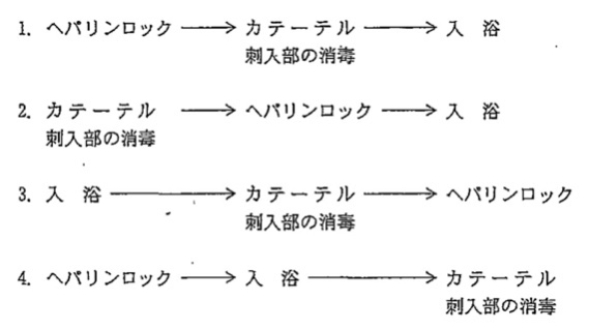 1. ヘパリンロック ⟶ カテーテル ⟶ 入 浴
刺入部の消毒
2. カテーテル ⟶ ヘパリンロック ⟶ 入 浴
刺入部の消毒
3. 入 浴 ⟶ カテーテル ⟶ ヘパリンロック
刺入部の消毒
4. ヘパリンロック ⟶ 入 浴 ⟶ カテーテル
刺入部の消毒